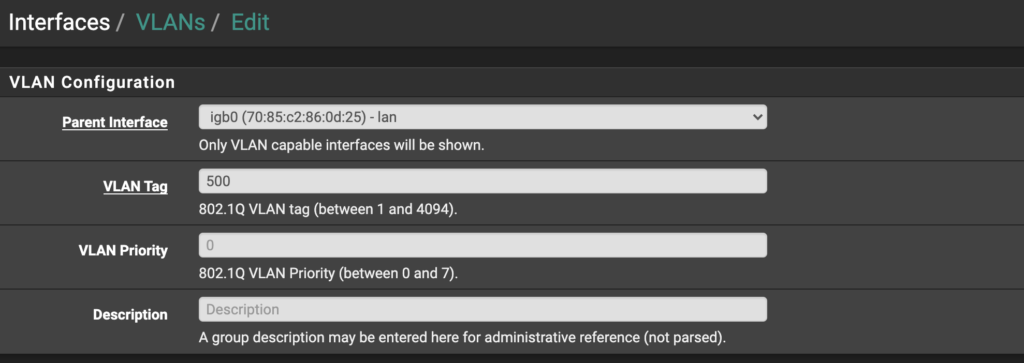 Interfaces / VLANs / Edit
VLAN Configuration
Parent Interface
igb0 (70:85:c2:86:0d:25) - lan
Only VLAN capable interfaces will be shown.
VLAN Tag
500
802.1Q VLAN tag (between 1 and 4094).
VLAN Priority
0
802.1Q VLAN Priority (between 0 and 7).
Description
Description
A group description may be entered here for administrative reference (not parsed).